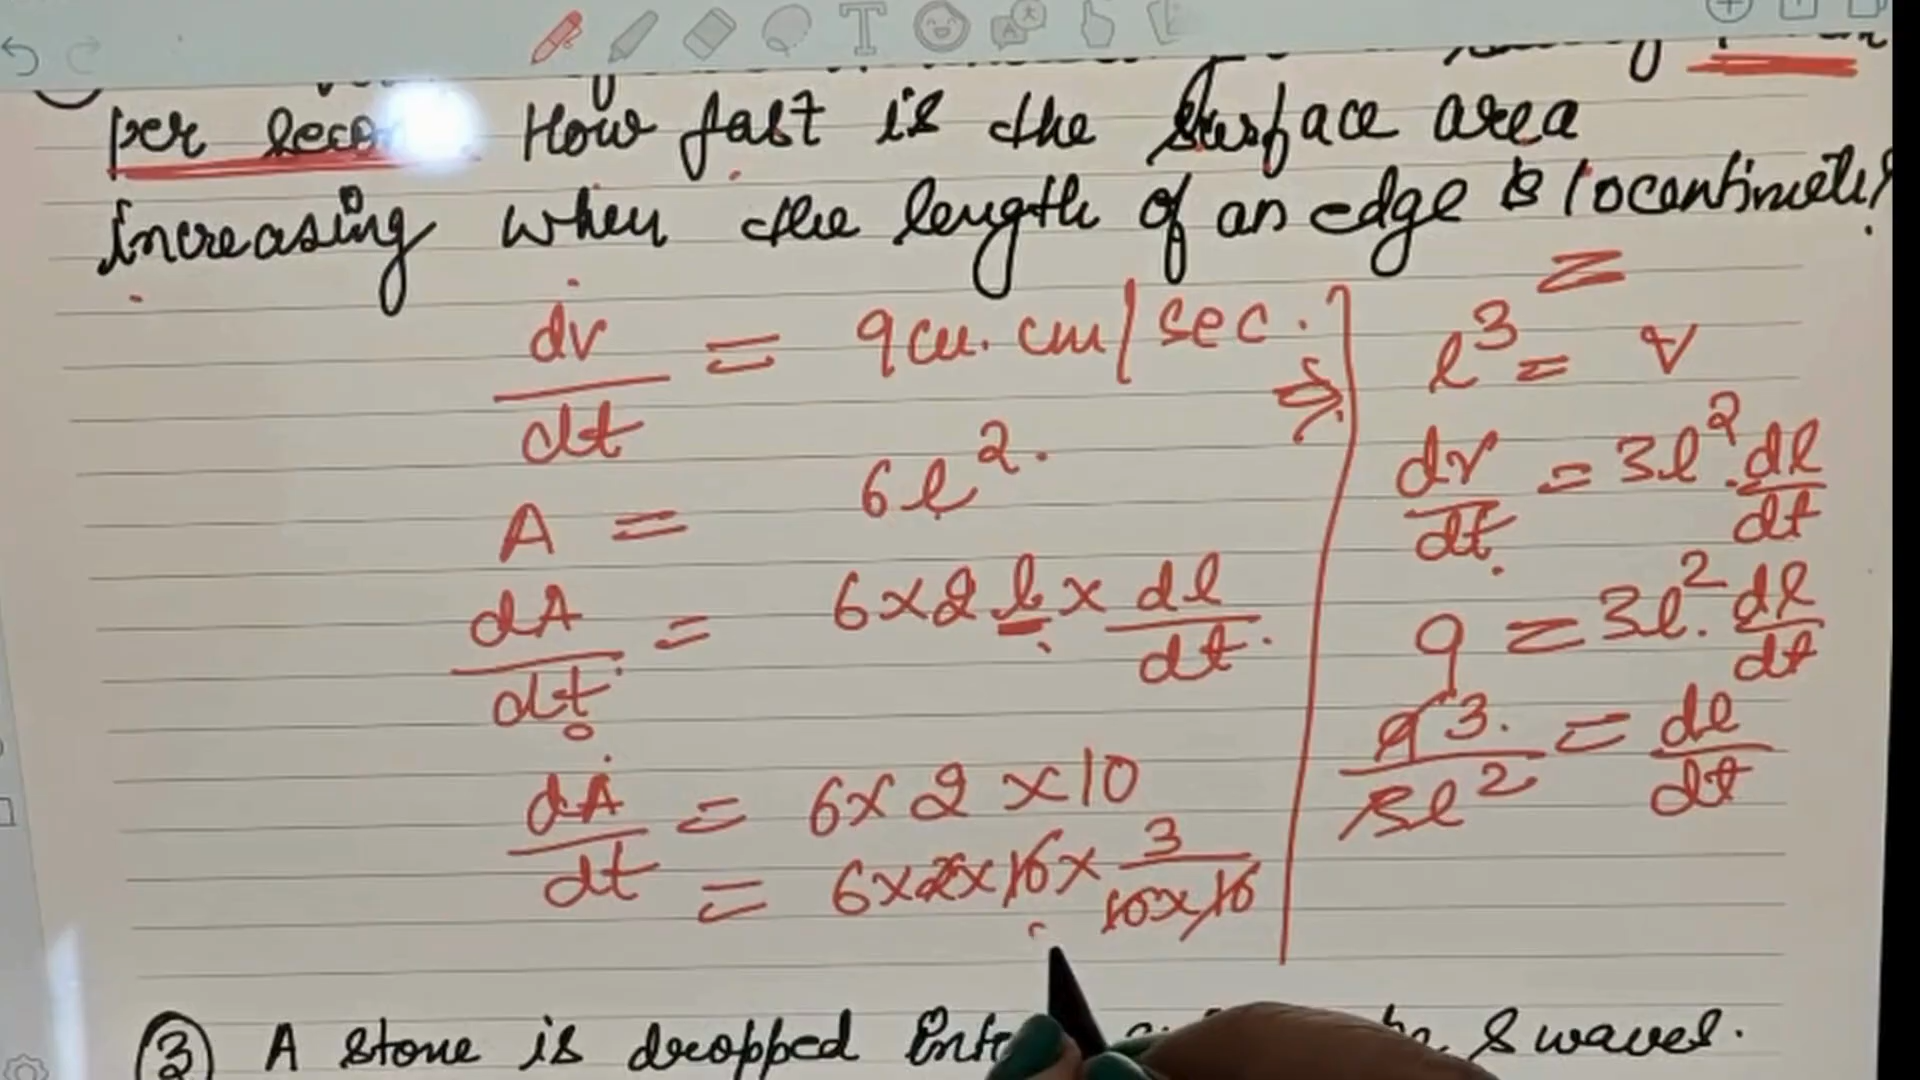 per second How fast is the Surface area
increasing when the length of an edge is 10 centimeters
dv/dt = 9 cu. cm/sec.
A = 6l².
dA/dt = 6×2l× dl/dt.
dA/dt = 6×2×10
= 6×2×10× 3/10×10
l³ = v
dv/dt = 3l² . dl/dt
9 = 3l² . dl/dt
9 3. / 3l² = dl/dt
③ A stone is dropped waves.